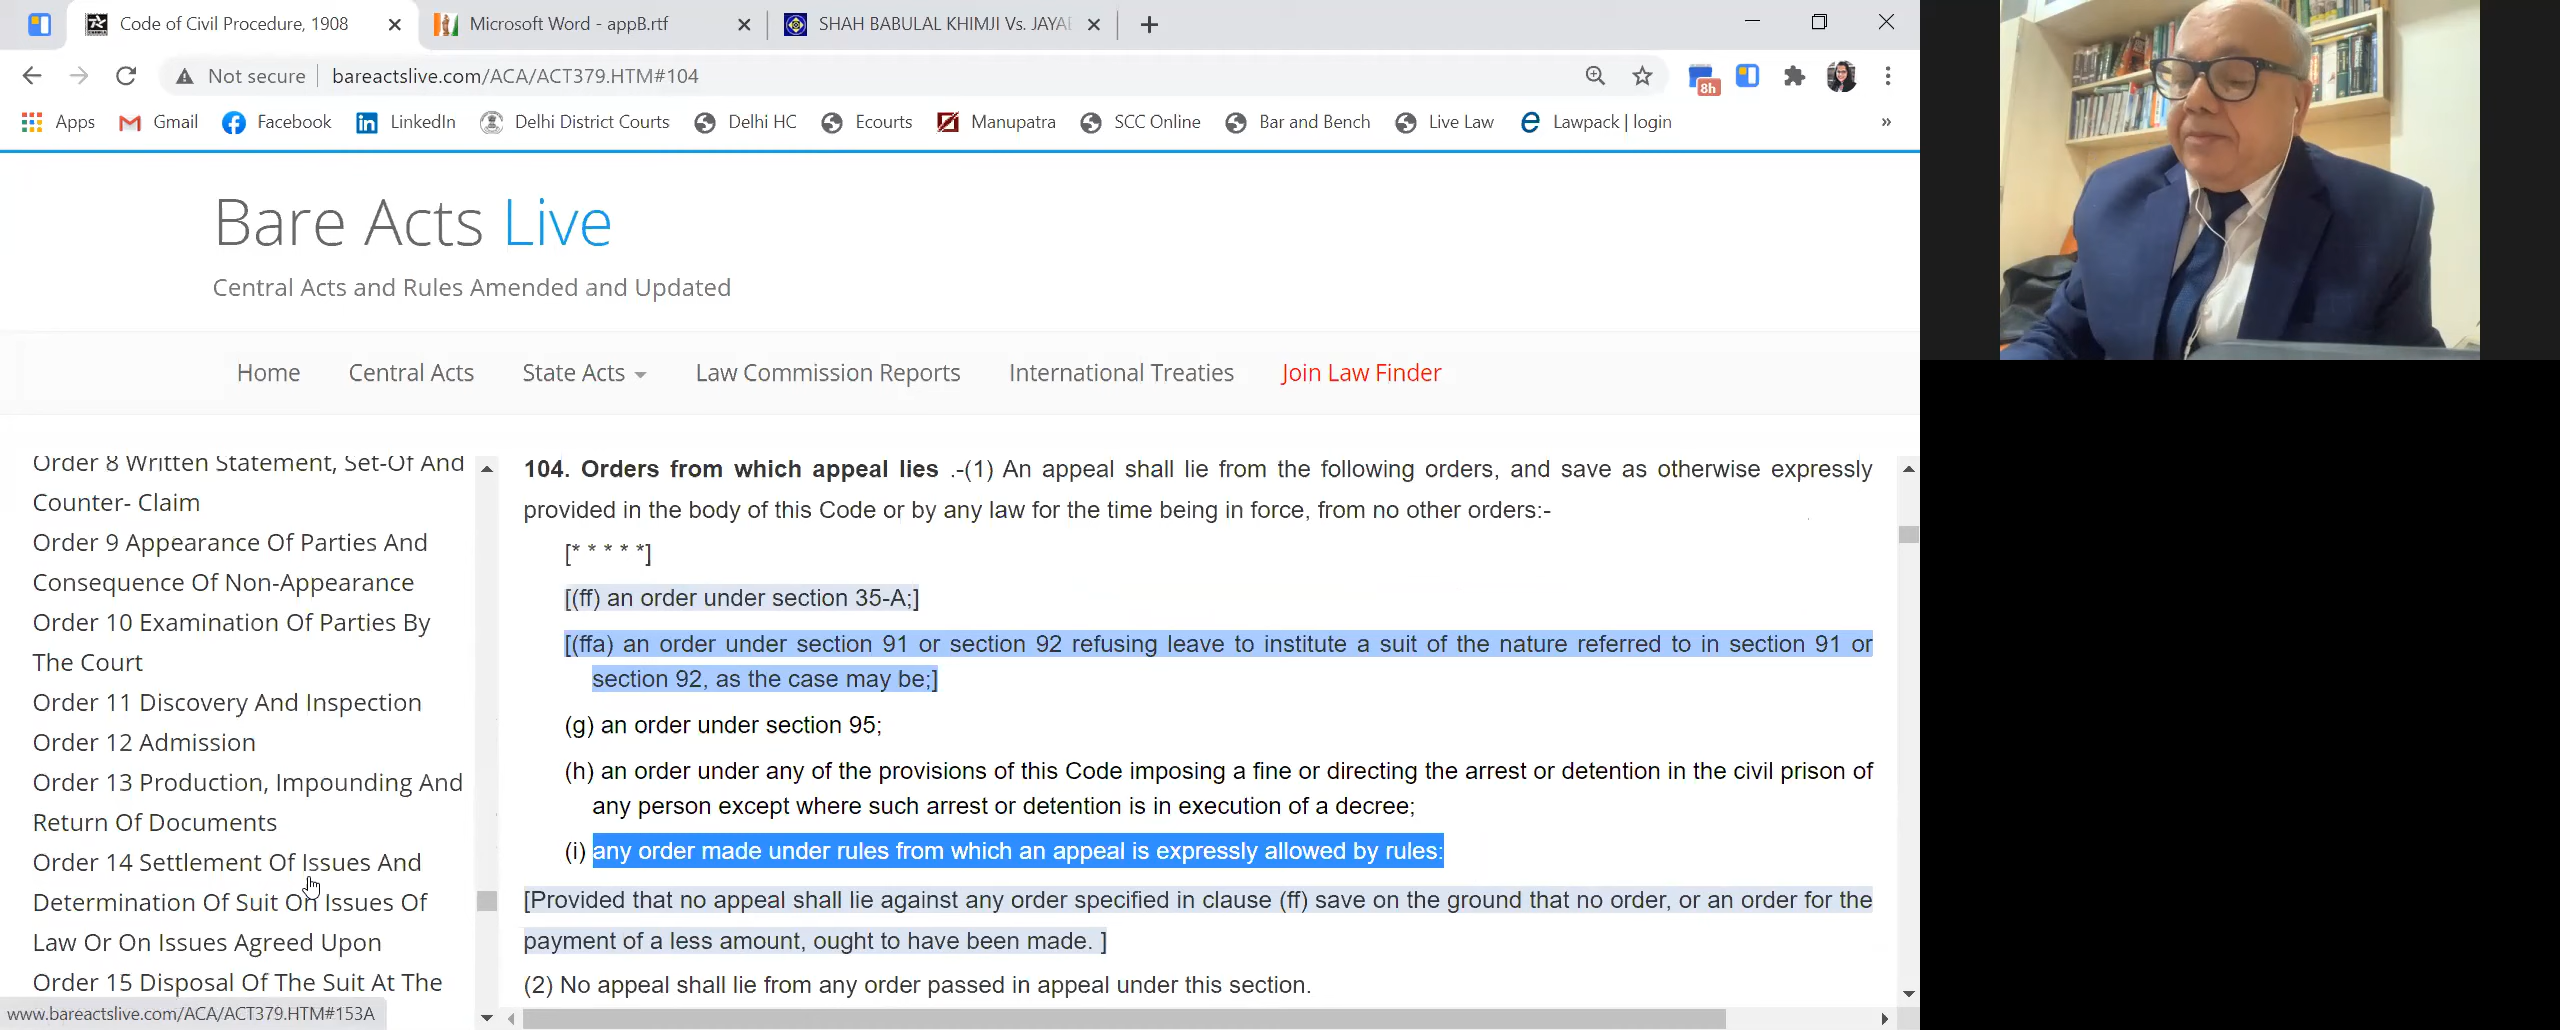 Code of Civil Procedure, 1908
Microsoft Word - appB.rtf
SHAH BABULAL KHIMJI Vs. JAYA
Not secure
bareactslive.com/ACA/ACT379.HTM#104
8h
Apps
Gmail
Facebook
LinkedIn
Delhi District Courts
Delhi HC
Ecourts
Manupatra
SCC Online
Bar and Bench
Live Law
Lawpack | login
»
Bare Acts Live
Central Acts and Rules Amended and Updated
Home
Central Acts
State Acts
Law Commission Reports
International Treaties
Join Law Finder
Order 8 Written Statement, Set-Of And
Counter- Claim
Order 9 Appearance Of Parties And
Consequence Of Non-Appearance
Order 10 Examination Of Parties By
The Court
Order 11 Discovery And Inspection
Order 12 Admission
Order 13 Production, Impounding And
Return Of Documents
Order 14 Settlement Of Issues And
Determination Of Suit On Issues Of
Law Or On Issues Agreed Upon
Order 15 Disposal Of The Suit At The
www.bareactslive.com/ACA/ACT379.HTM#153A
104. Orders from which appeal lies .-(1) An appeal shall lie from the following orders, and save as otherwise expressly
provided in the body of this Code or by any law for the time being in force, from no other orders:-
[* * * * *]
[(ff) an order under section 35-A;]
[(ffa) an order under section 91 or section 92 refusing leave to institute a suit of the nature referred to in section 91 or
section 92, as the case may be;]
(g) an order under section 95;
(h) an order under any of the provisions of this Code imposing a fine or directing the arrest or detention in the civil prison of
any person except where such arrest or detention is in execution of a decree;
(i) any order made under rules from which an appeal is expressly allowed by rules:
[Provided that no appeal shall lie against any order specified in clause (ff) save on the ground that no order, or an order for the
payment of a less amount, ought to have been made. ]
(2) No appeal shall lie from any order passed in appeal under this section.